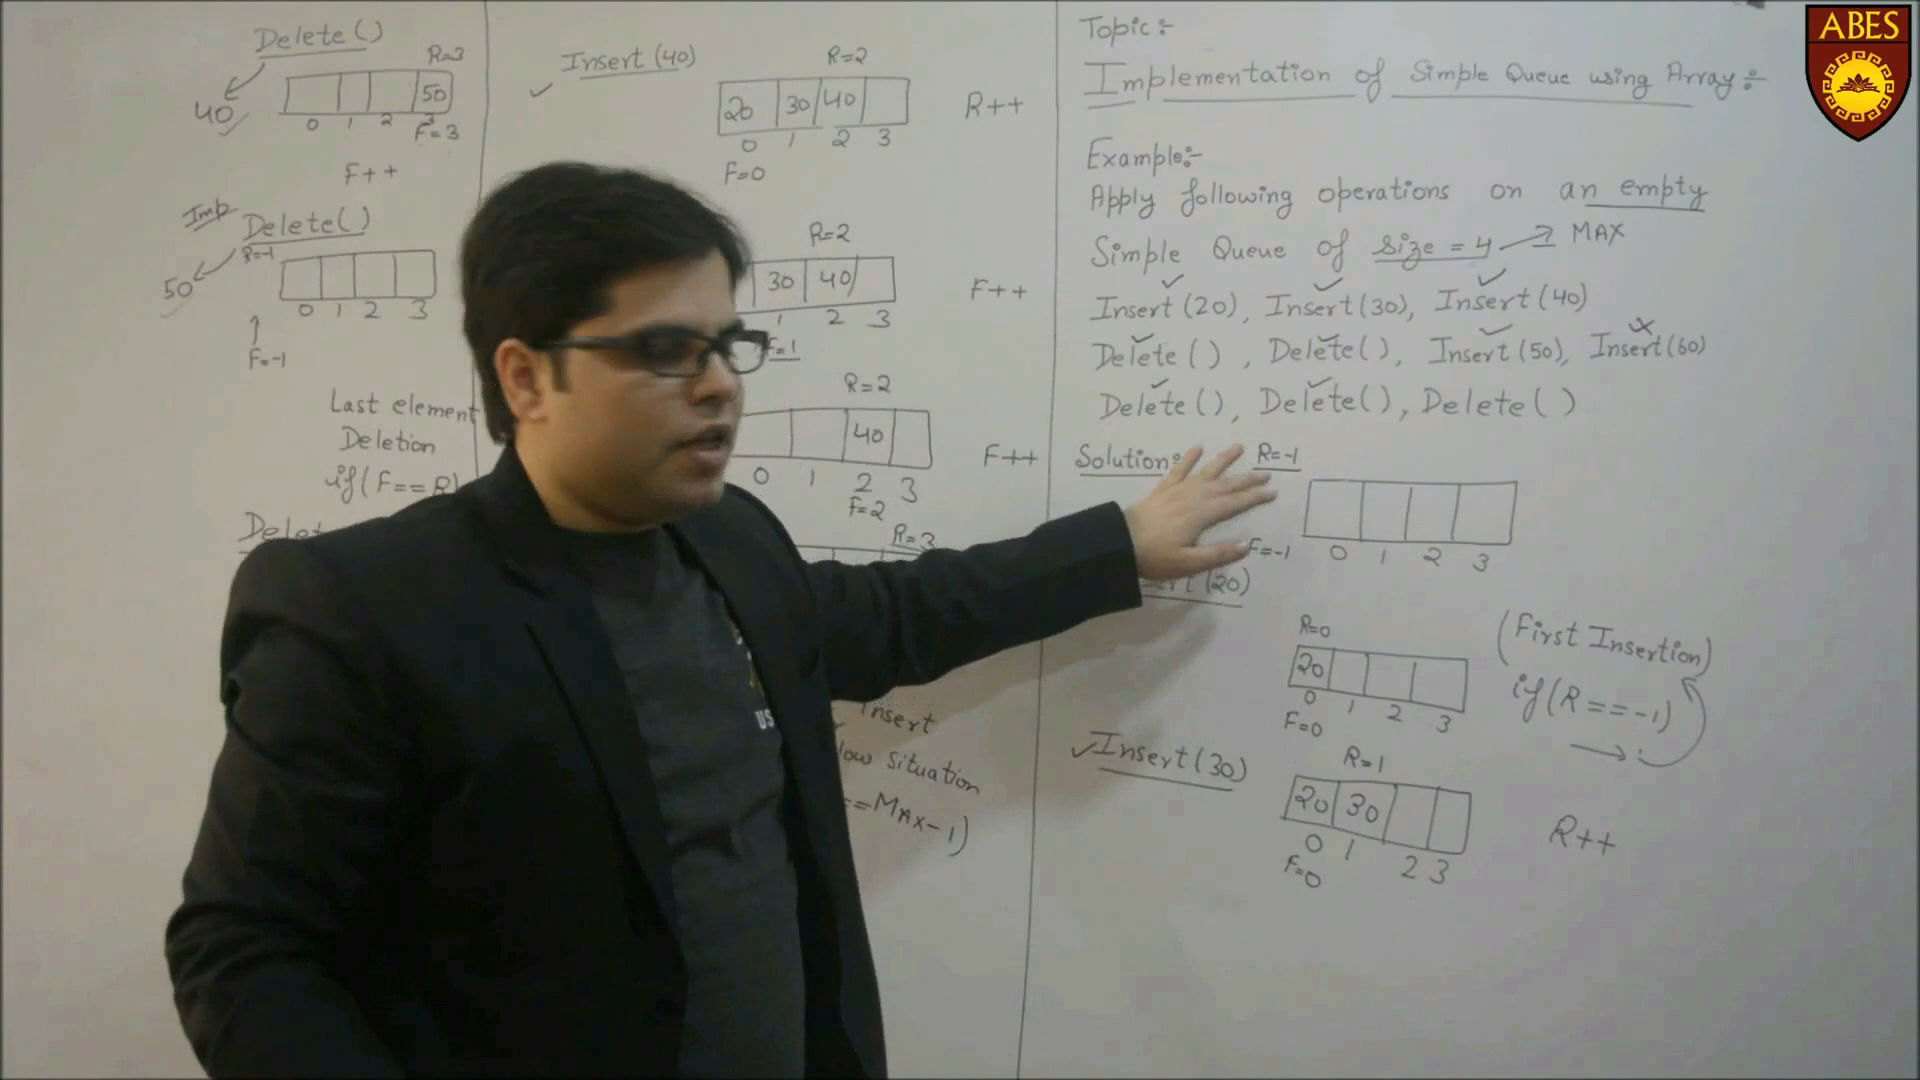 Topic:-
Implementation of Simple Queue using Array:-
Example:-
Apply following operations on an empty
Simple Queue of size = 4 → MAX
Insert (20), Insert (30), Insert (40)
Delete ( ), Delete( ), Insert (50), Insert (60)
Delete ( ), Delete( ), Delete ( )
Solution:-
R=-1
F=-1
0 1 2 3
(20)
R=0
20
0 1 2 3
F=0
(First Insertion)
if(R==-1)
Insert (30)
R=1
20 30
0 1 2 3
F=0
R++
Insert (40)
R=2
20 30 40
0 1 2 3
F=0
R++
R=2
30 40
1 2 3
F=1
F++
R=2
40
0 1 2 3
F=2
F++
R=3
Insert
Situation
==MAX-1)
Delete ( )
R=3
40
50
0 1 2 3
F=3
F++
Imp
Delete( )
R=-1
50
0 1 2 3
F=-1
Last element
Deletion
if(F==R)
US
ABES